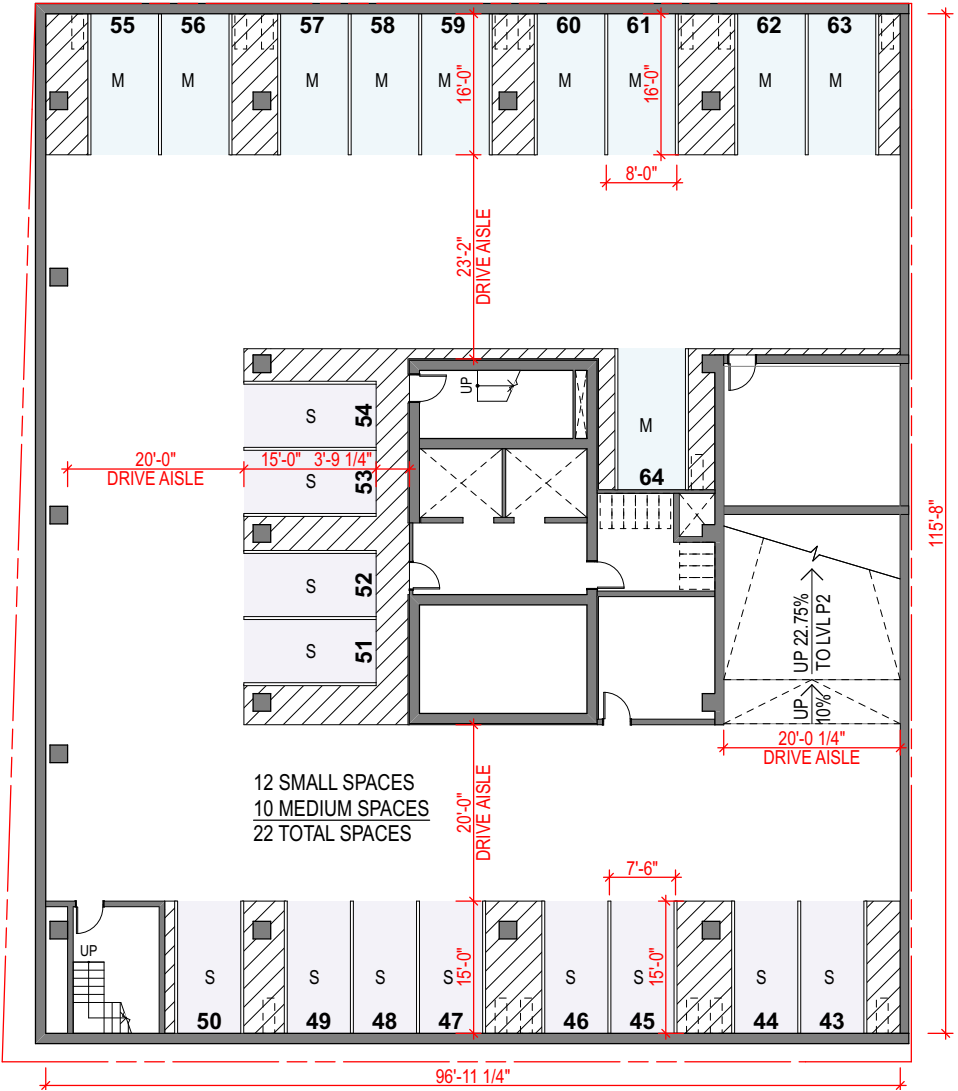 55 56 57 58 59 60 61 62 63
M M M M M M M M M
16'-0" 16'-0"
8'-0"
23'-2"
DRIVE AISLE
UP
S 54
M
20'-0" 15'-0" 3'-9 1/4"
DRIVE AISLE
S 53
64
115'-8"
S 52
UP 22.75%
TO LVL P2
S 51
UP
10%
20'-0 1/4"
DRIVE AISLE
12 SMALL SPACES
10 MEDIUM SPACES
22 TOTAL SPACES
20'-0"
DRIVE AISLE
7'-6"
UP
15'-0" 15'-0"
S S S S S S S S
50 49 48 47 46 45 44 43
96'-11 1/4"